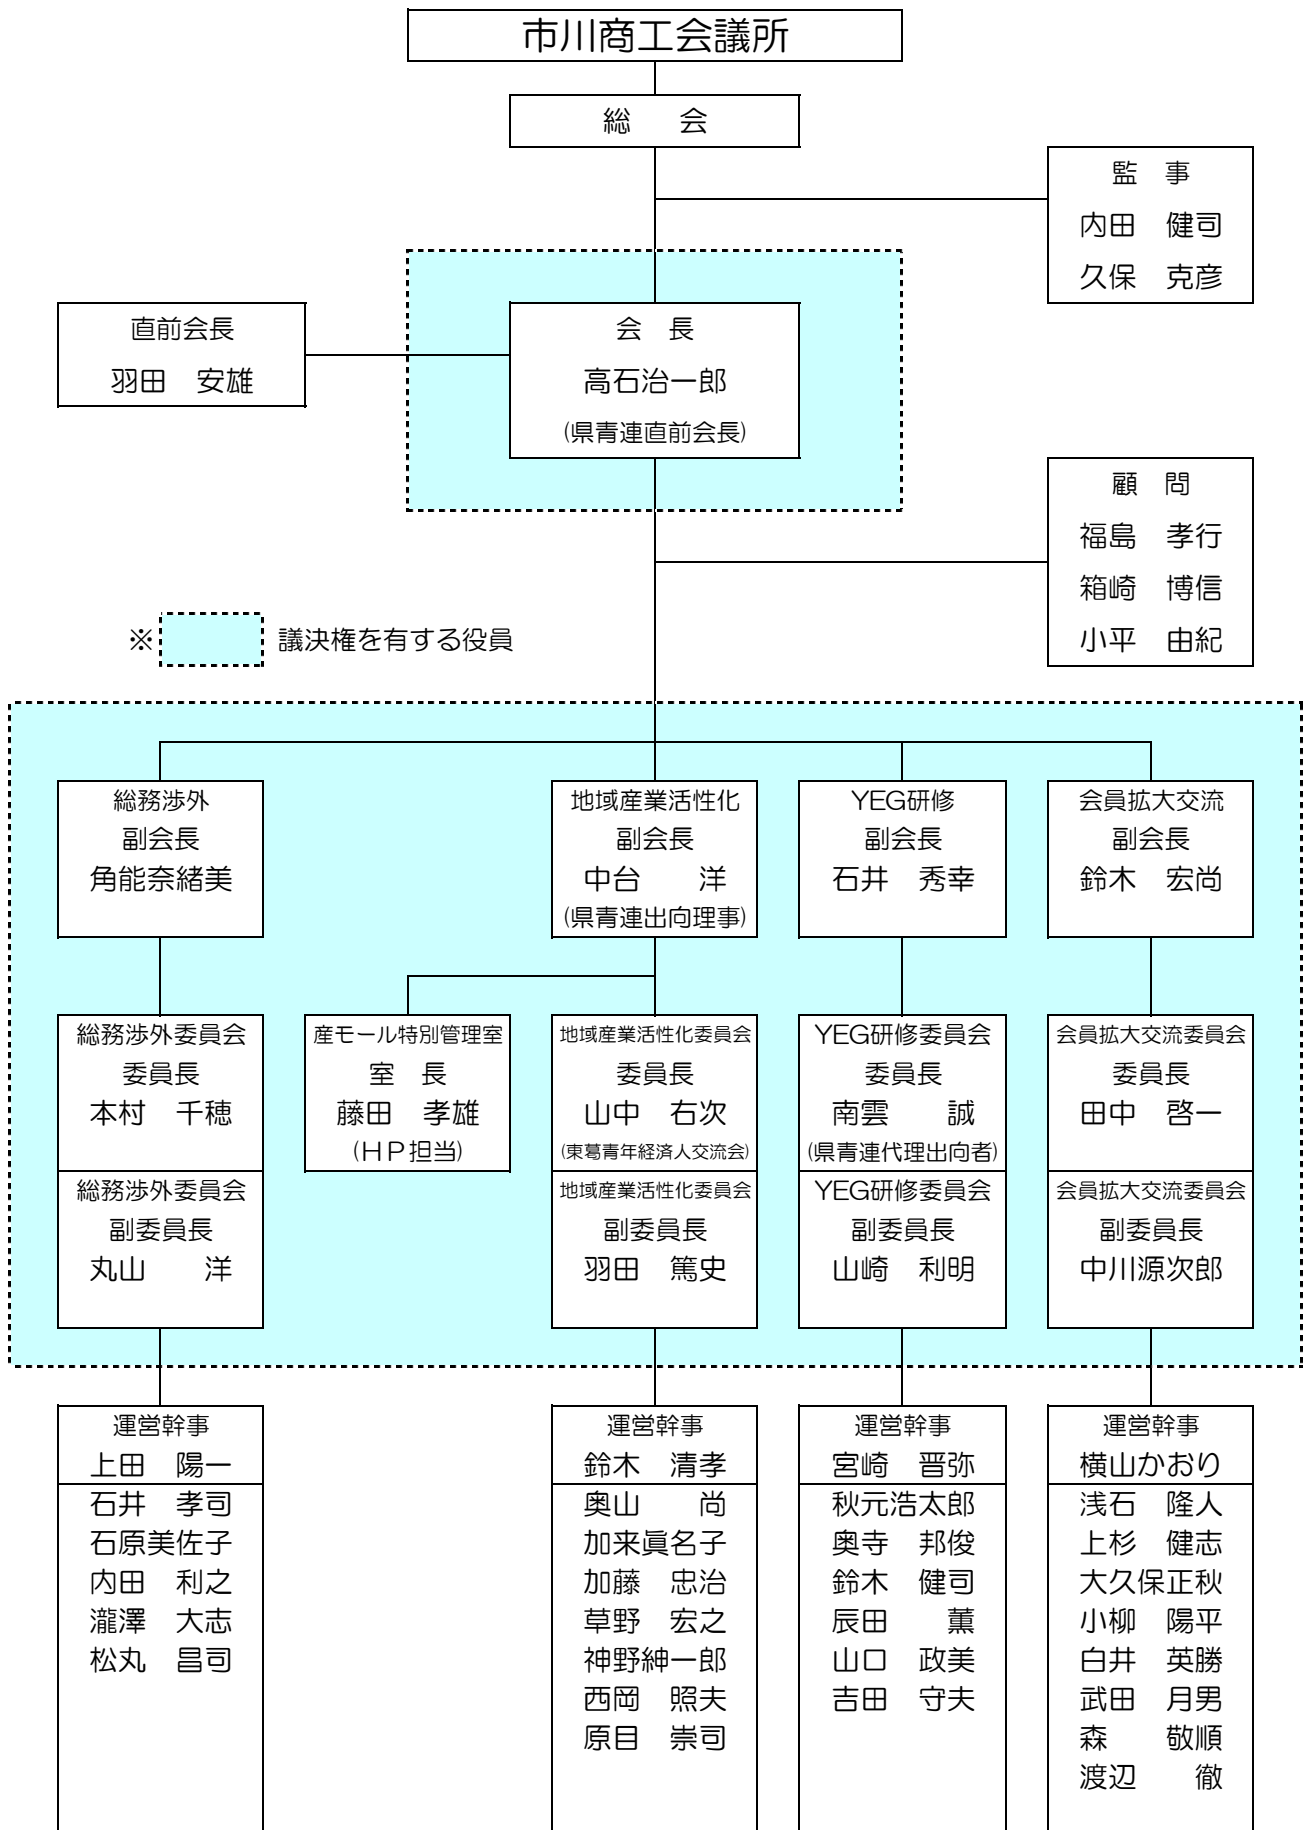 市川商工会議所
総　会
監　事
内田　健司
久保　克彦
直前会長
羽田　安雄
会　長
高石治一郎
(県青連直前会長)
顧　問
福島　孝行
箱崎　博信
小平　由紀
※　議決権を有する役員
総務渉外
副会長
角能奈緒美
地域産業活性化
副会長
中台　　洋
(県青連出向理事)
YEG研修
副会長
石井　秀幸
会員拡大交流
副会長
鈴木　宏尚
総務渉外委員会
委員長
本村　千穂
産モール特別管理室
室　長
藤田　孝雄
(ＨＰ担当)
地域産業活性化委員会
委員長
山中　右次
(東葛青年経済人交流会)
YEG研修委員会
委員長
南雲　　誠
(県青連代理出向者)
会員拡大交流委員会
委員長
田中　啓一
総務渉外委員会
副委員長
丸山　　洋
地域産業活性化委員会
副委員長
羽田　篤史
YEG研修委員会
副委員長
山崎　利明
会員拡大交流委員会
副委員長
中川源次郎
運営幹事
上田　陽一
石井　孝司
石原美佐子
内田　利之
瀧澤　大志
松丸　昌司
運営幹事
鈴木　清孝
奥山　　尚
加来眞名子
加藤　忠治
草野　宏之
神野紳一郎
西岡　照夫
原目　崇司
運営幹事
宮崎　晋弥
秋元浩太郎
奥寺　邦俊
鈴木　健司
辰田　　薫
山口　政美
吉田　守夫
運営幹事
横山かおり
浅石　隆人
上杉　健志
大久保正秋
小柳　陽平
白井　英勝
武田　月男
森　　敬順
渡辺　　徹